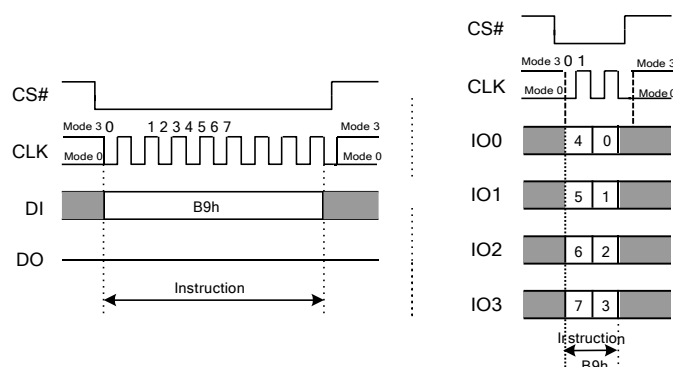 CS#
Mode 3 0 1 2 3 4 5 6 7 Mode 3
CLK
Mode 0 Mode 0
DI B9h
DO
Instruction
CS#
Mode 3 0 1 Mode 3
CLK
Mode 0 Mode 0
IO0 4 0
IO1 5 1
IO2 6 2
IO3 7 3
Instruction
B9h